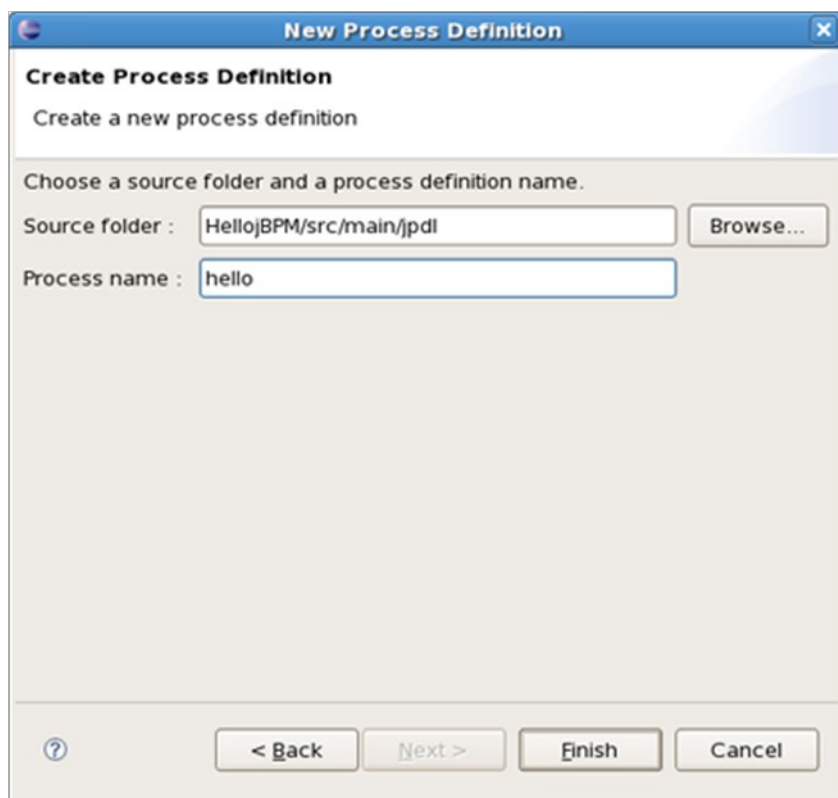 New Process Definition
Create Process Definition
Create a new process definition
Choose a source folder and a process definition name.
Source folder : HellojBPM/src/main/jpdl Browse...
Process name : hello
< Back Next > Finish Cancel